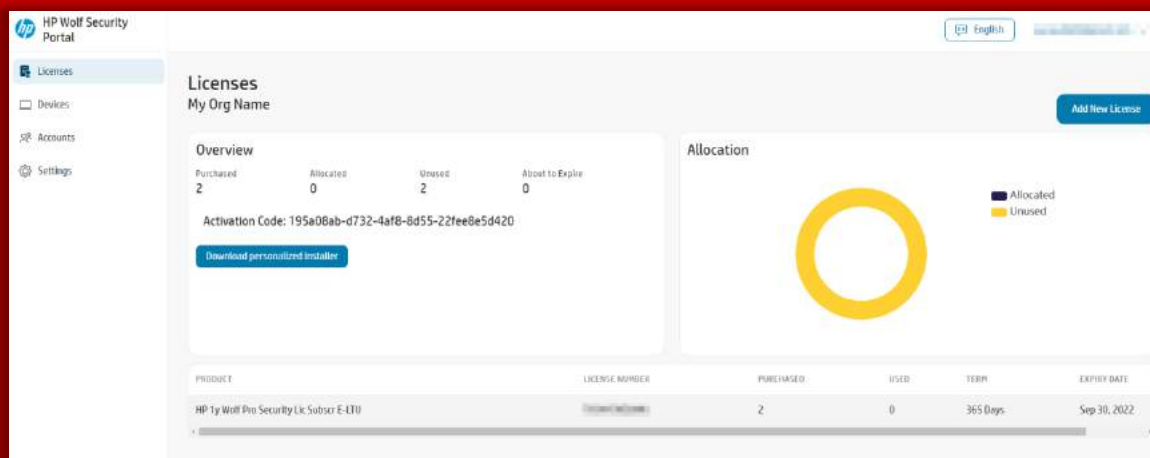 hp
HP Wolf Security
Portal
English
Licenses
Devices
Accounts
Settings
Licenses
My Org Name
Add New License
Overview
Purchased Allocated Unused About to Expire
2 0 2 0
Activation Code: 195a08ab-d732-4af8-8d55-22fee8e5d420
Download personalized installer
Allocation
Allocated
Unused
PRODUCT LICENSE NUMBER PURCHASED USED TERM EXPIRY DATE
HP 1y Wolf Pro Security Lic Subscr E-LTU 2 0 365 Days Sep 30, 2022